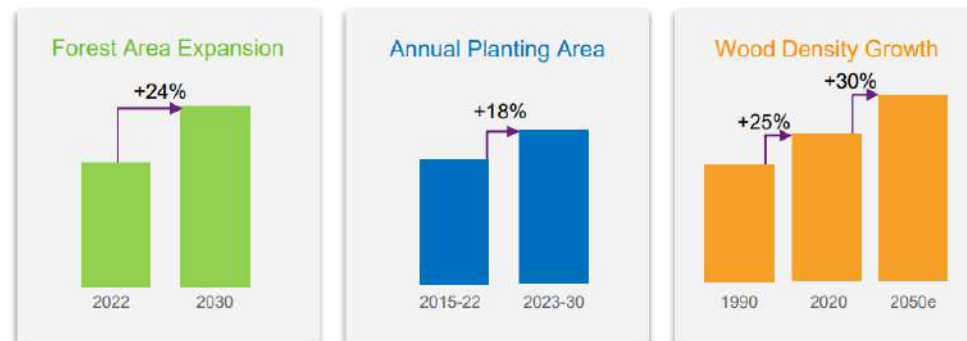 Forest Area Expansion
+24%
2022
2030
Annual Planting Area
+18%
2015-22
2023-30
Wood Density Growth
+25%
+30%
1990
2020
2050e